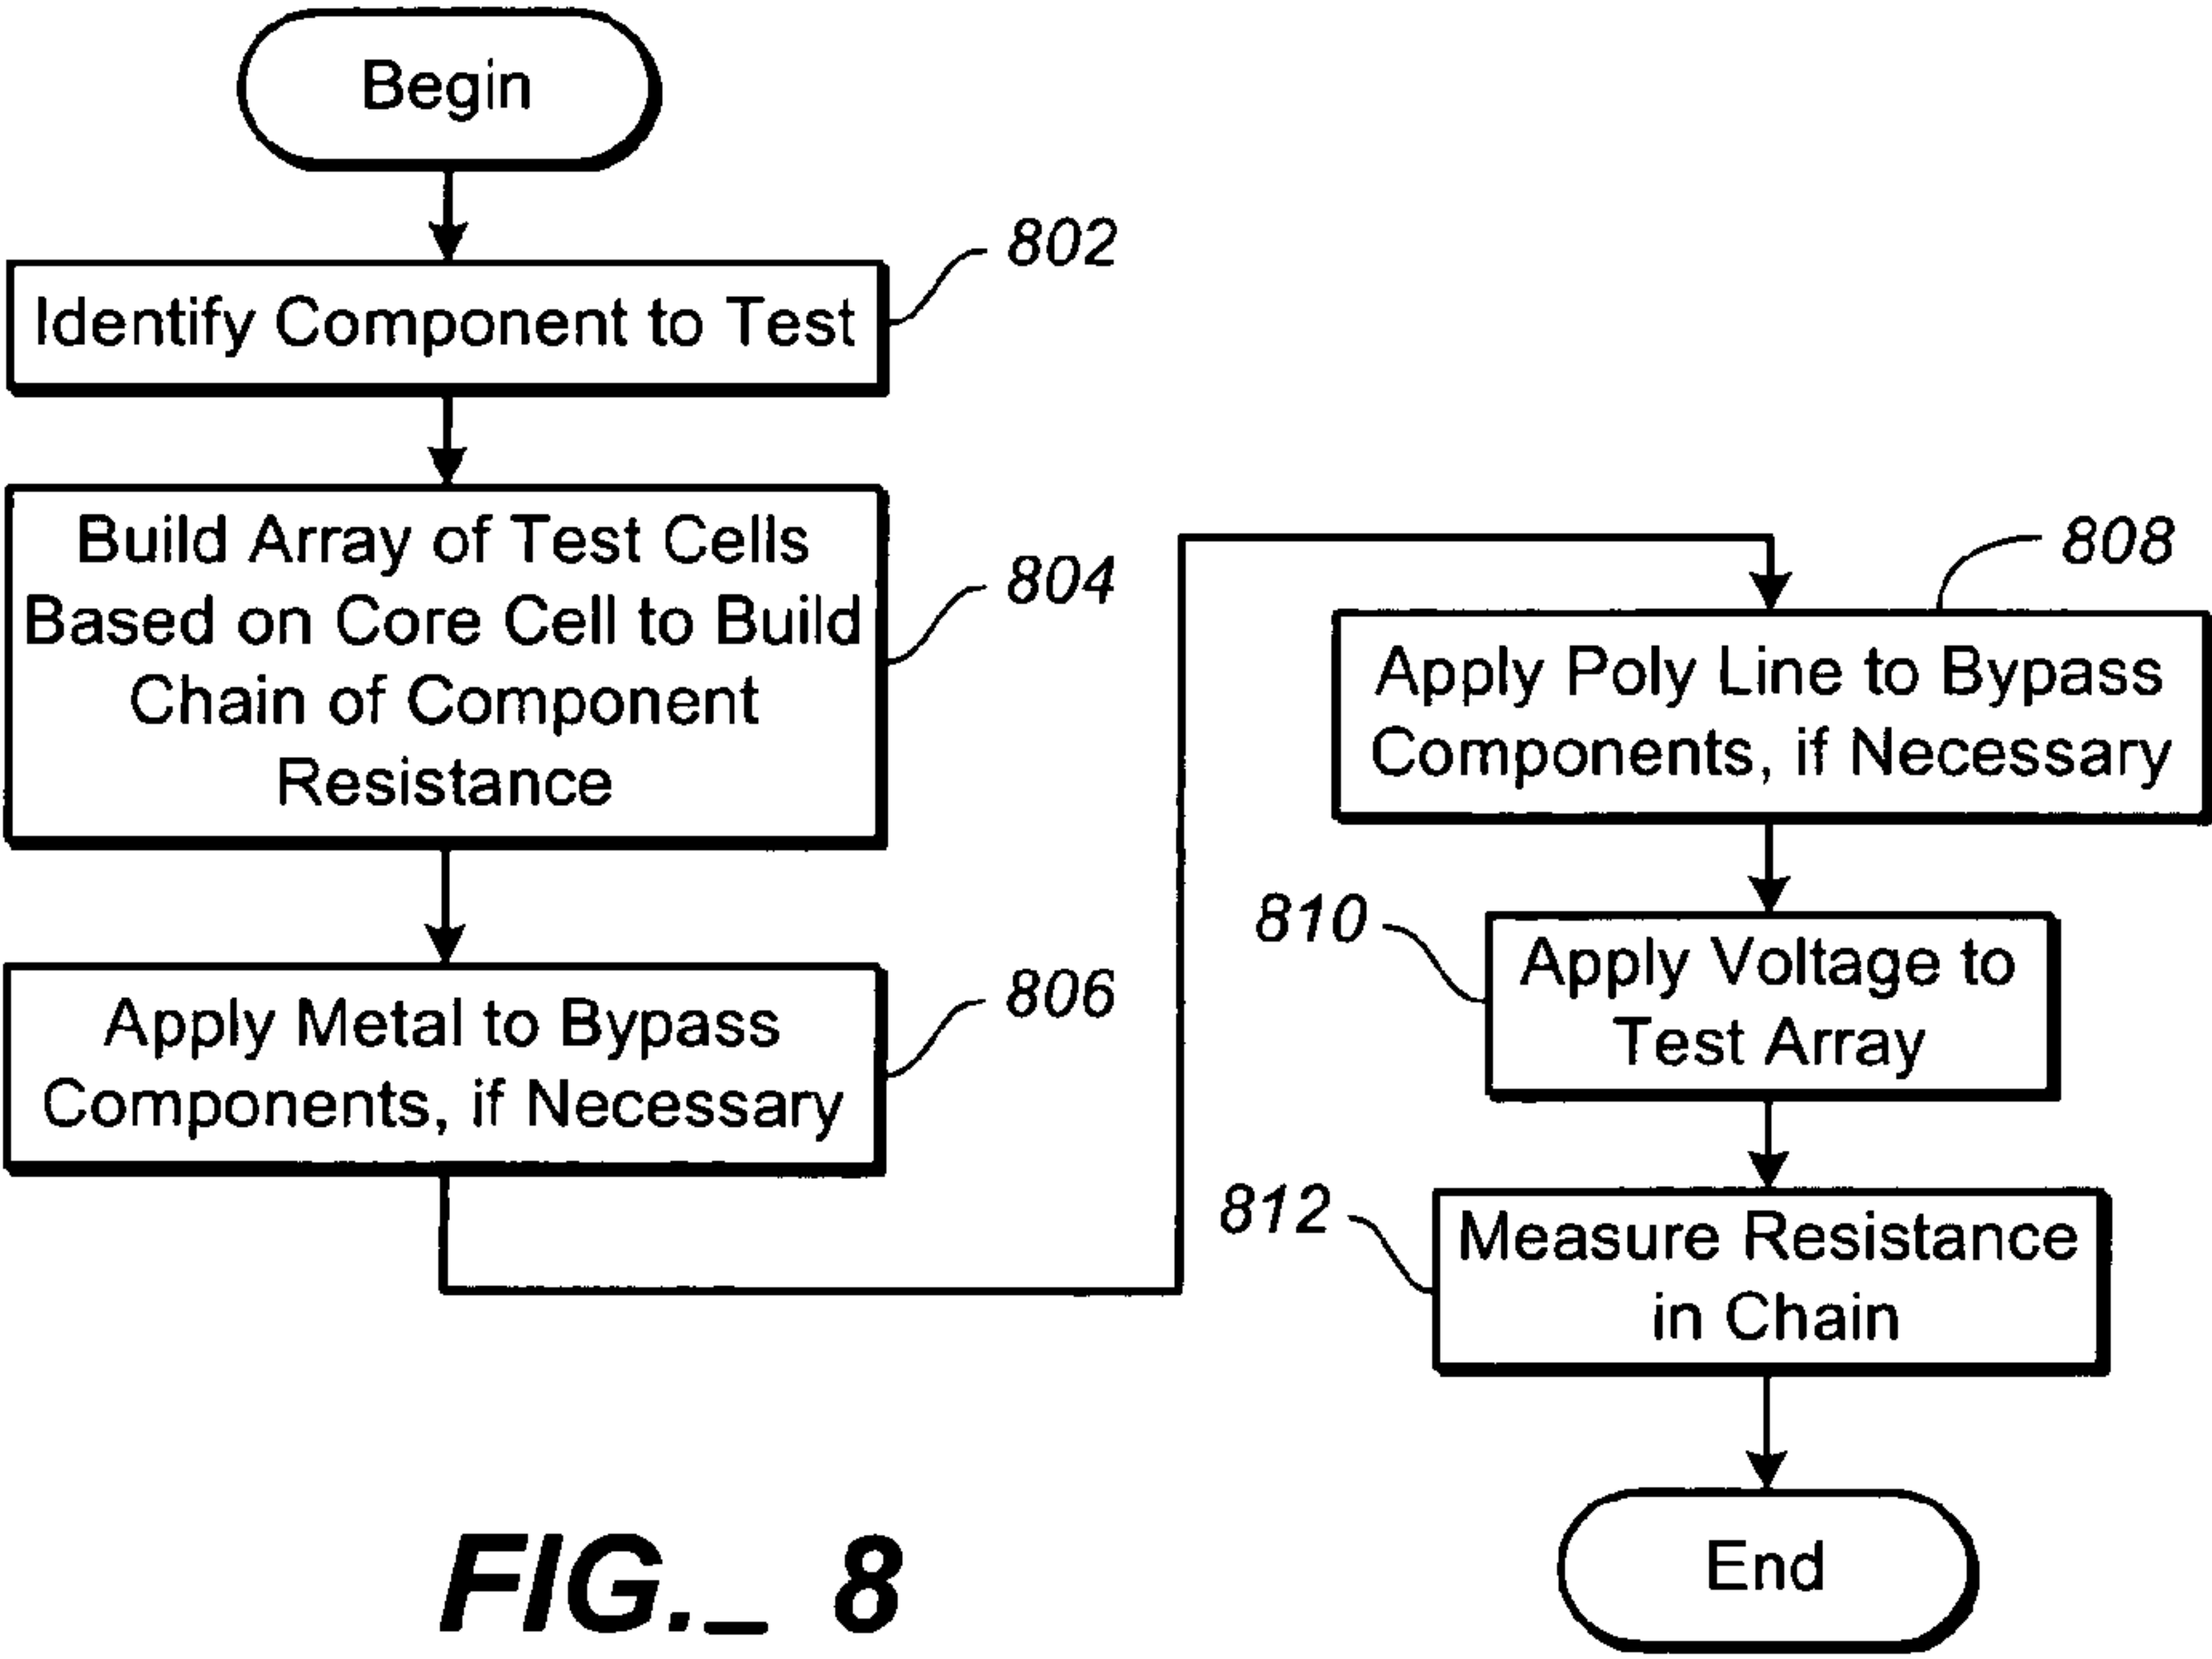 Begin
802
Identify Component to Test
804
Build Array of Test Cells
Based on Core Cell to Build
Chain of Component
Resistance
806
Apply Metal to Bypass
Components, if Necessary
808
Apply Poly Line to Bypass
Components, if Necessary
810
Apply Voltage to
Test Array
812
Measure Resistance
in Chain
End
FIG._ 8